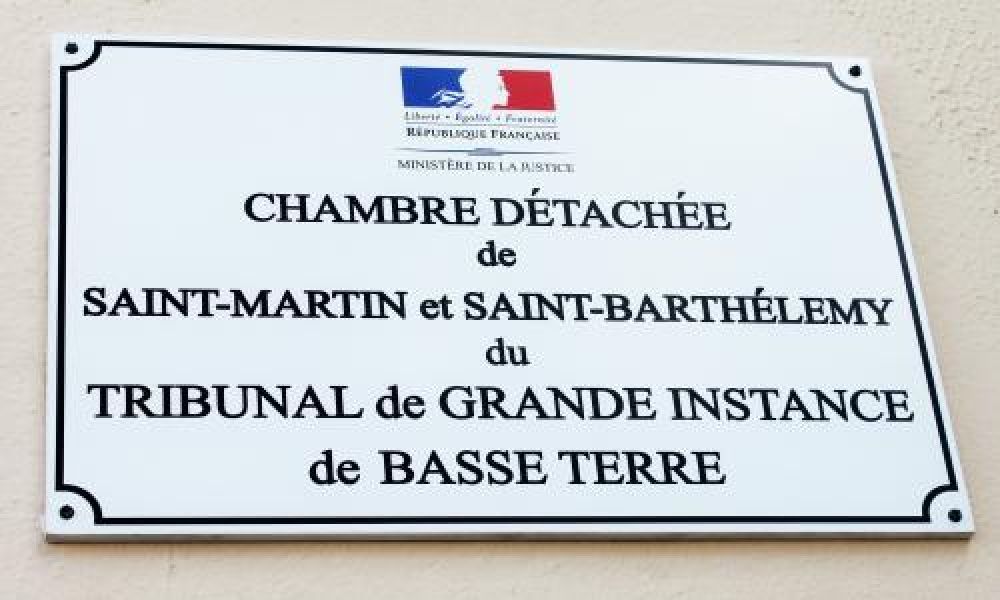 Liberté • Égalité • Fraternité
RÉPUBLIQUE FRANÇAISE
MINISTÈRE DE LA JUSTICE
CHAMBRE DÉTACHÉE
de
SAINT-MARTIN et SAINT-BARTHÉLEMY
du
TRIBUNAL de GRANDE INSTANCE
de BASSE TERRE